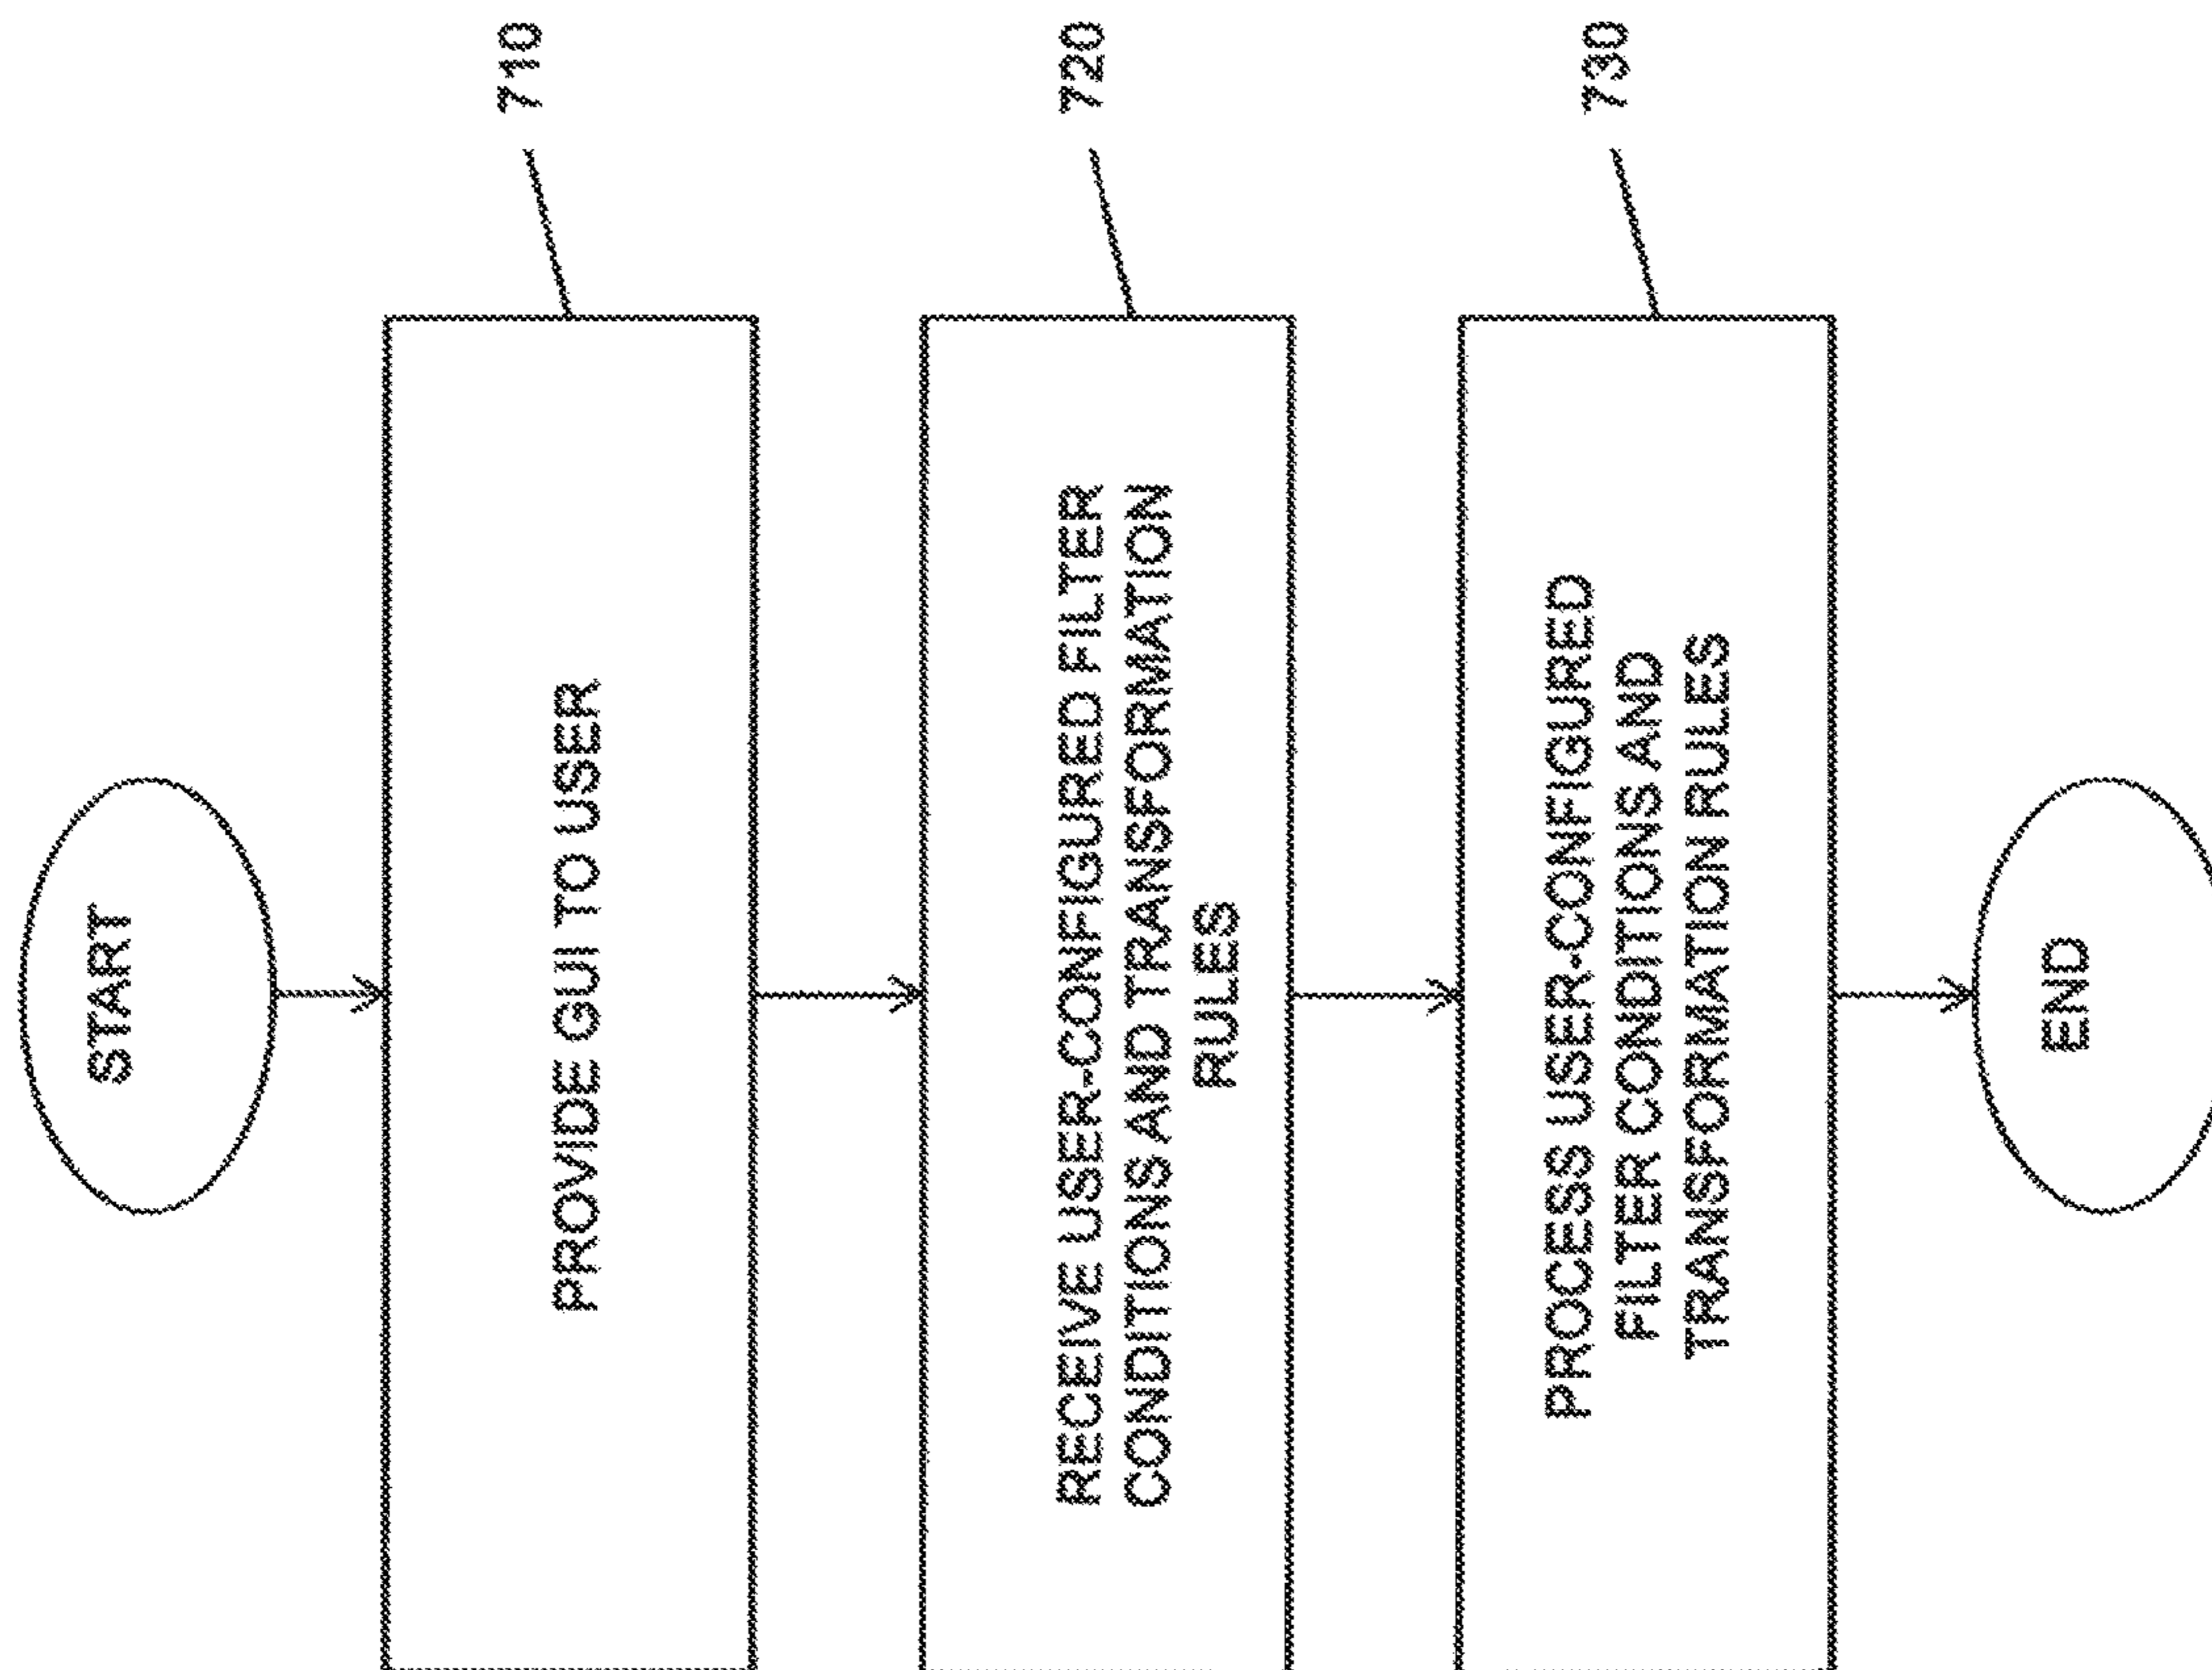 START
710
PROVIDE GUI TO USER
720
RECEIVE USER-CONFIGURED FILTER
CONDITIONS AND TRANSFORMATION
RULES
730
PROCESS USER-CONFIGURED
FILTER CONDITIONS AND
TRANSFORMATION RULES
END